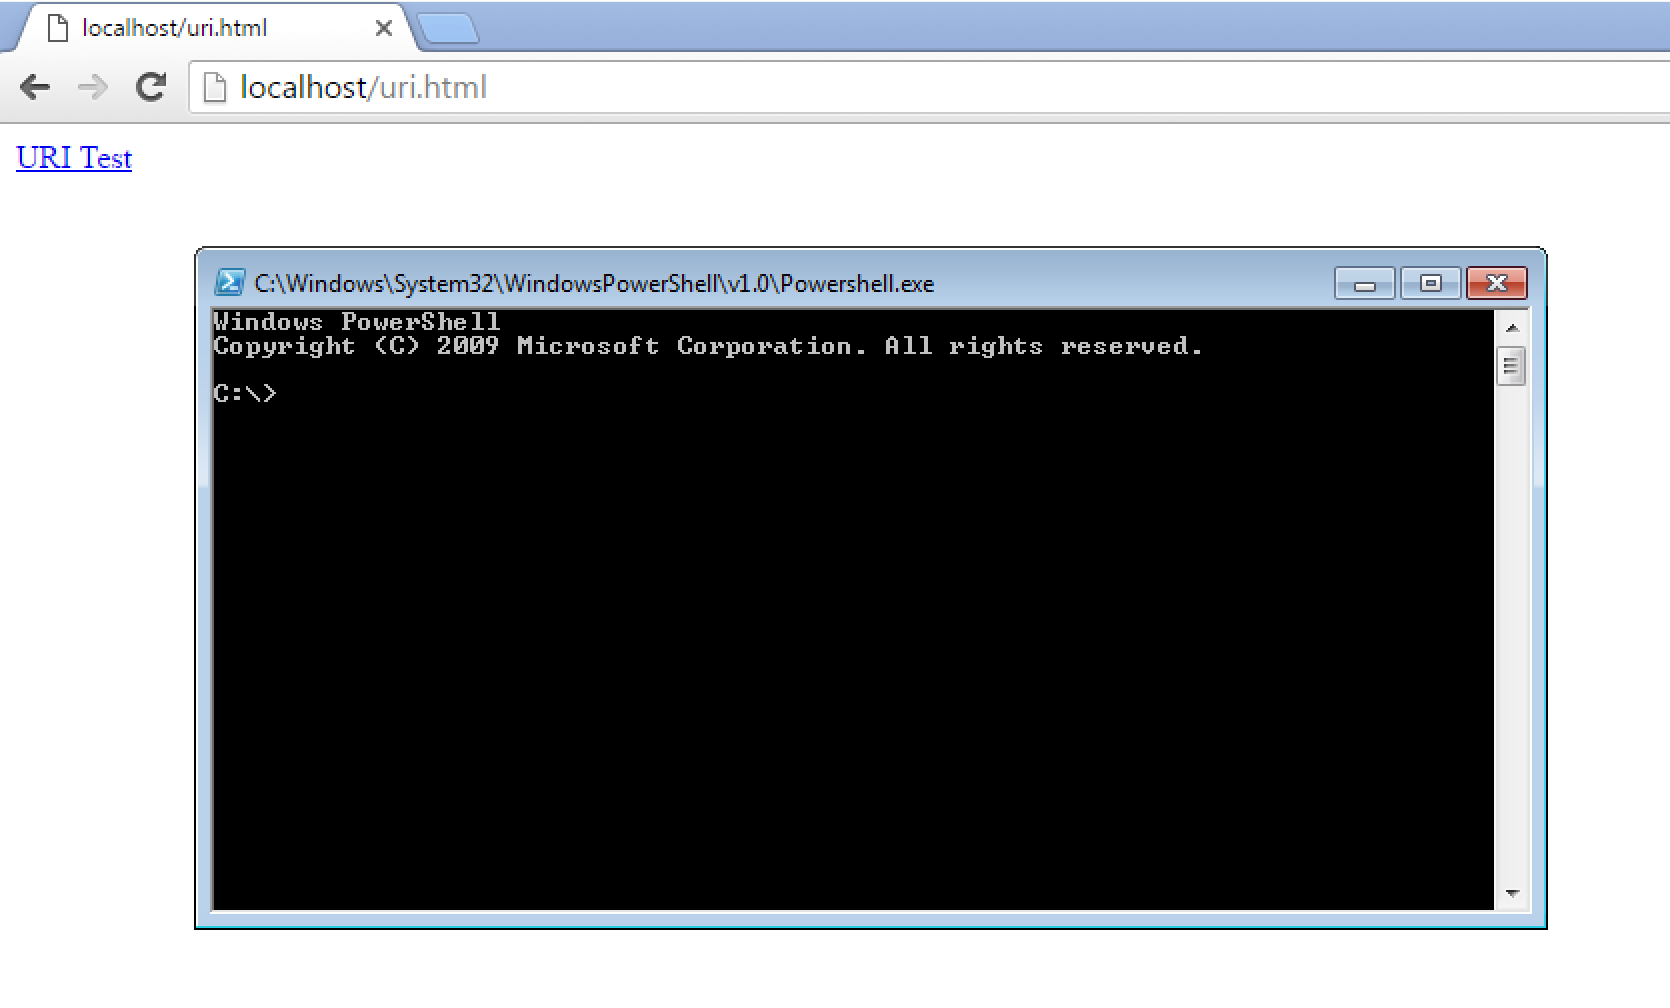 localhost/uri.html
localhost/uri.html
URI Test
C:\Windows\System32\WindowsPowerShell\v1.0\Powershell.exe
Windows PowerShell
Copyright (C) 2009 Microsoft Corporation. All rights reserved.
C:\>